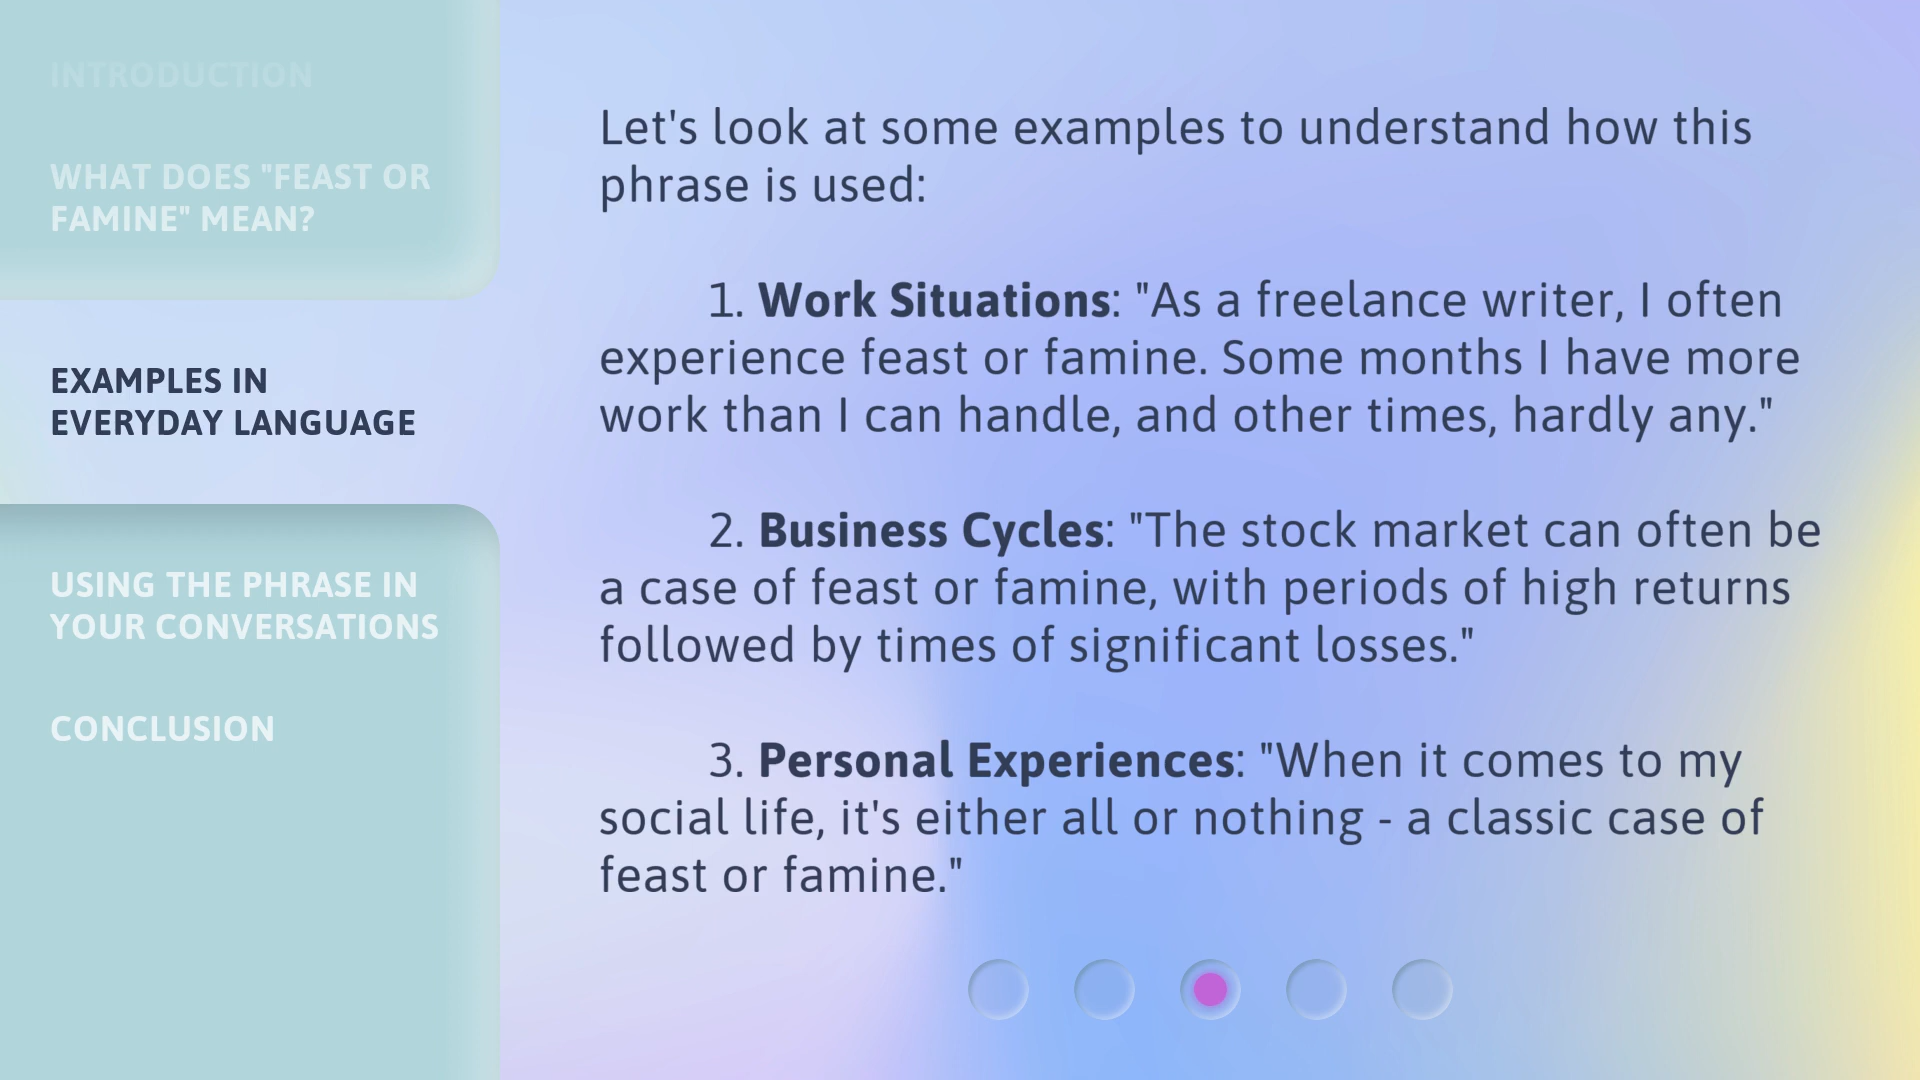 INTRODUCTION
WHAT DOES "FEAST OR
FAMINE" MEAN?
EXAMPLES IN
EVERYDAY LANGUAGE
USING THE PHRASE IN
YOUR CONVERSATIONS
CONCLUSION
Let's look at some examples to understand how this
phrase is used:
1. Work Situations: "As a freelance writer, I often
experience feast or famine. Some months I have more
work than I can handle, and other times, hardly any."
2. Business Cycles: "The stock market can often be
a case of feast or famine, with periods of high returns
followed by times of significant losses."
3. Personal Experiences: "When it comes to my
social life, it's either all or nothing - a classic case of
feast or famine."